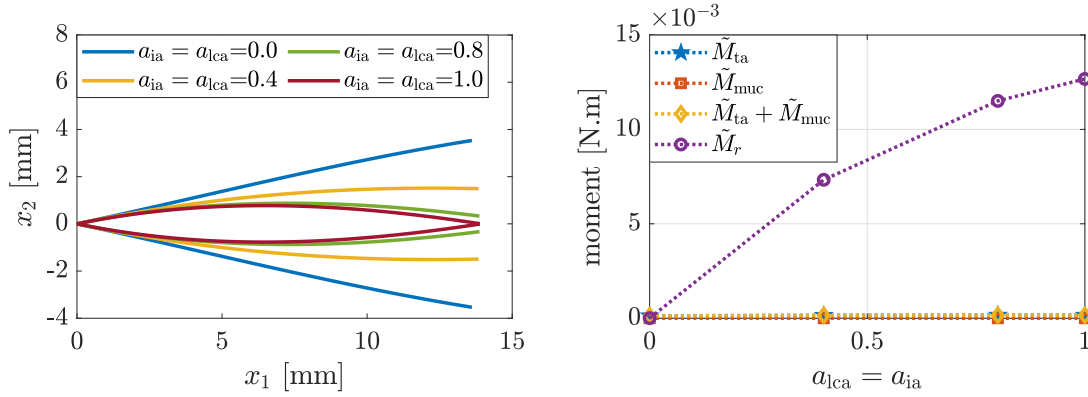 8
6
4
2
0
-2
-4
x₂ [mm]
a_ia = a_lca=0.0
a_ia = a_lca=0.8
a_ia = a_lca=0.4
a_ia = a_lca=1.0
0
5
10
15
x₁ [mm]
×10⁻³
15
10
5
0
moment [N.m]
M̃_ta
M̃_muc
M̃_ta + M̃_muc
M̃_r
0
0.5
1
a_lca = a_ia